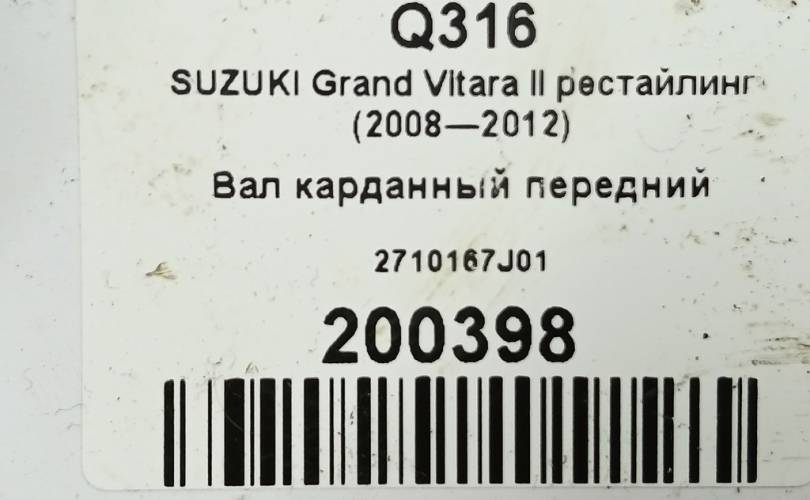 Q316
SUZUKI Grand Vitara II рестайлинг
(2008—2012)
Вал карданный передний
2710167J01
200398